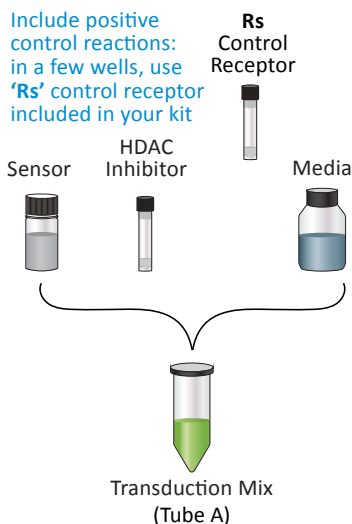 Include positive
control reactions:
in a few wells, use
‘Rs’ control receptor
included in your kit
Rs
Control
Receptor
Sensor
HDAC
Inhibitor
Media
Transduction Mix
(Tube A)